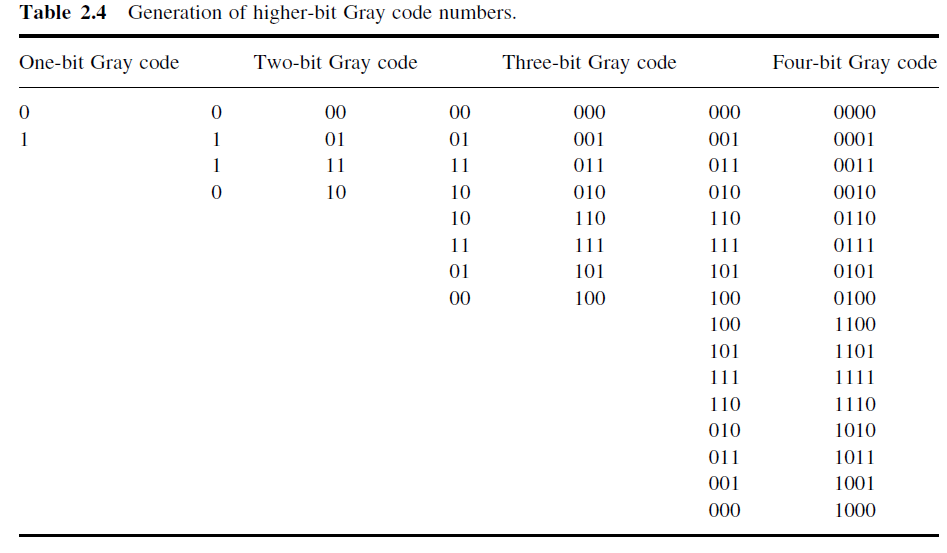 Table 2.4 Generation of higher-bit Gray code numbers.
One-bit Gray code Two-bit Gray code Three-bit Gray code Four-bit Gray code
0 0 00 00 000 000 0000
1 1 01 01 001 001 0001
1 11 11 011 011 0011
0 10 10 010 010 0010
10 110 110 0110
11 111 111 0111
01 101 101 0101
00 100 100 0100
100 1100
101 1101
111 1111
110 1110
010 1010
011 1011
001 1001
000 1000